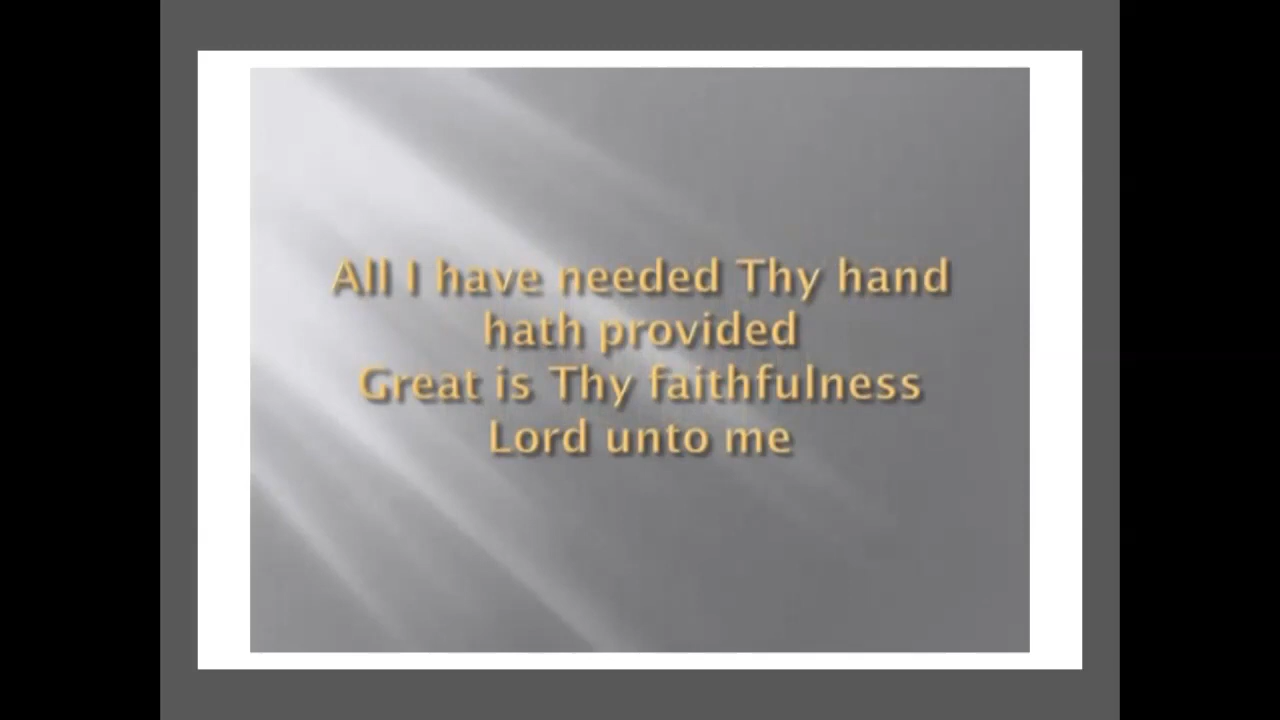 All I have needed Thy hand
hath provided
Great is Thy faithfulness
Lord unto me